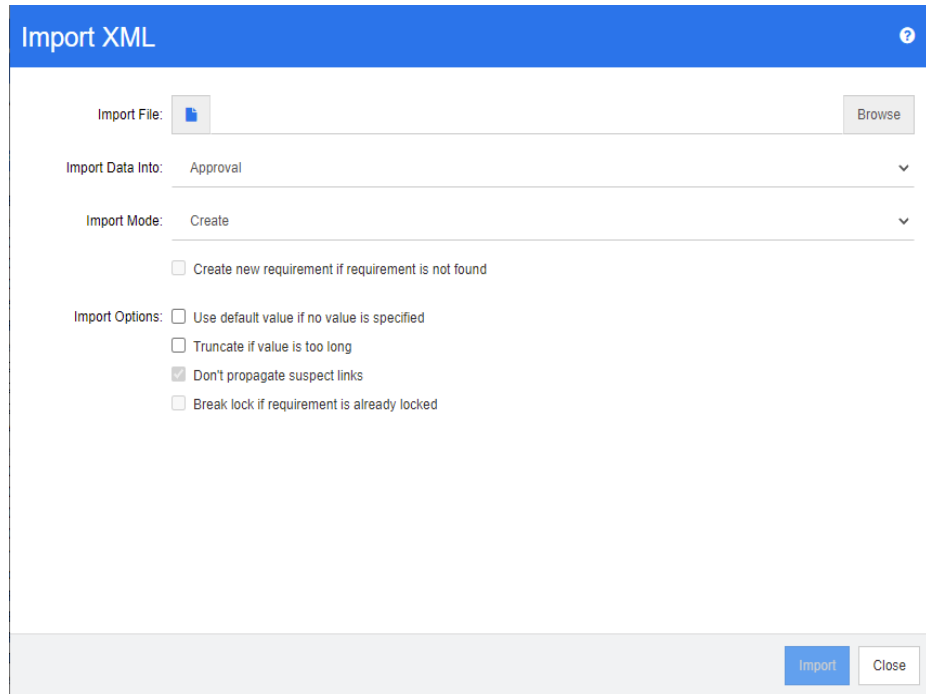 Import XML
Import File:
Browse
Import Data Into: Approval
Import Mode: Create
Create new requirement if requirement is not found
Import Options: Use default value if no value is specified
Truncate if value is too long
Don't propagate suspect links
Break lock if requirement is already locked
Import
Close